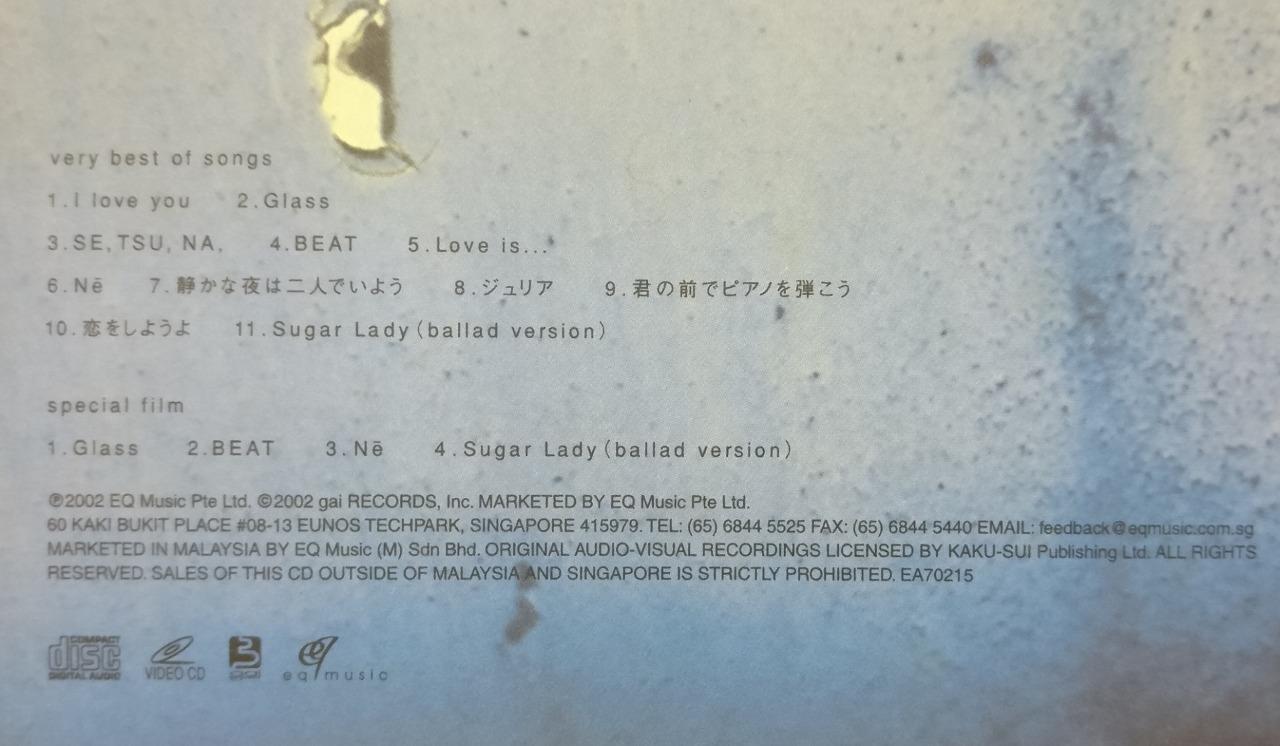 very best of songs
1.I love you 2.Glass
3.SE, TSU, NA, 4.BEAT 5.Love is...
6.Nē 7.静かな夜は二人でいよう 8.ジュリア 9.君の前でピアノを弾こう
10.恋をしようよ 11.Sugar Lady(ballad version)
special film
1.Glass 2.BEAT 3.Nē 4.Sugar Lady(ballad version)
℗2002 EQ Music Pte Ltd. ©2002 gai RECORDS, Inc. MARKETED BY EQ Music Pte Ltd.
60 KAKI BUKIT PLACE #08-13 EUNOS TECHPARK, SINGAPORE 415979. TEL: (65) 6844 5525 FAX: (65) 6844 5440 EMAIL: feedback@eqmusic.com.sg
MARKETED IN MALAYSIA BY EQ Music (M) Sdn Bhd. ORIGINAL AUDIO-VISUAL RECORDINGS LICENSED BY KAKU-SUI Publishing Ltd. ALL RIGHTS
RESERVED. SALES OF THIS CD OUTSIDE OF MALAYSIA AND SINGAPORE IS STRICTLY PROHIBITED. EA70215
COMPACT disc DIGITAL AUDIO VIDEO CD gai eq music